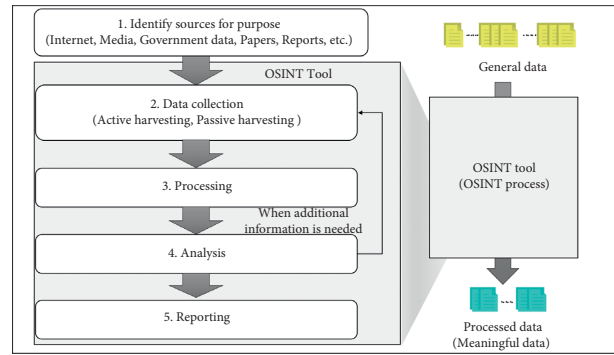 1. Identify sources for purpose
(Internet, Media, Government data, Papers, Reports, etc.)
OSINT Tool
2. Data collection
(Active harvesting, Passive harvesting )
3. Processing
When additional
information is needed
4. Analysis
5. Reporting
General data
OSINT tool
(OSINT process)
Processed data
(Meaningful data)